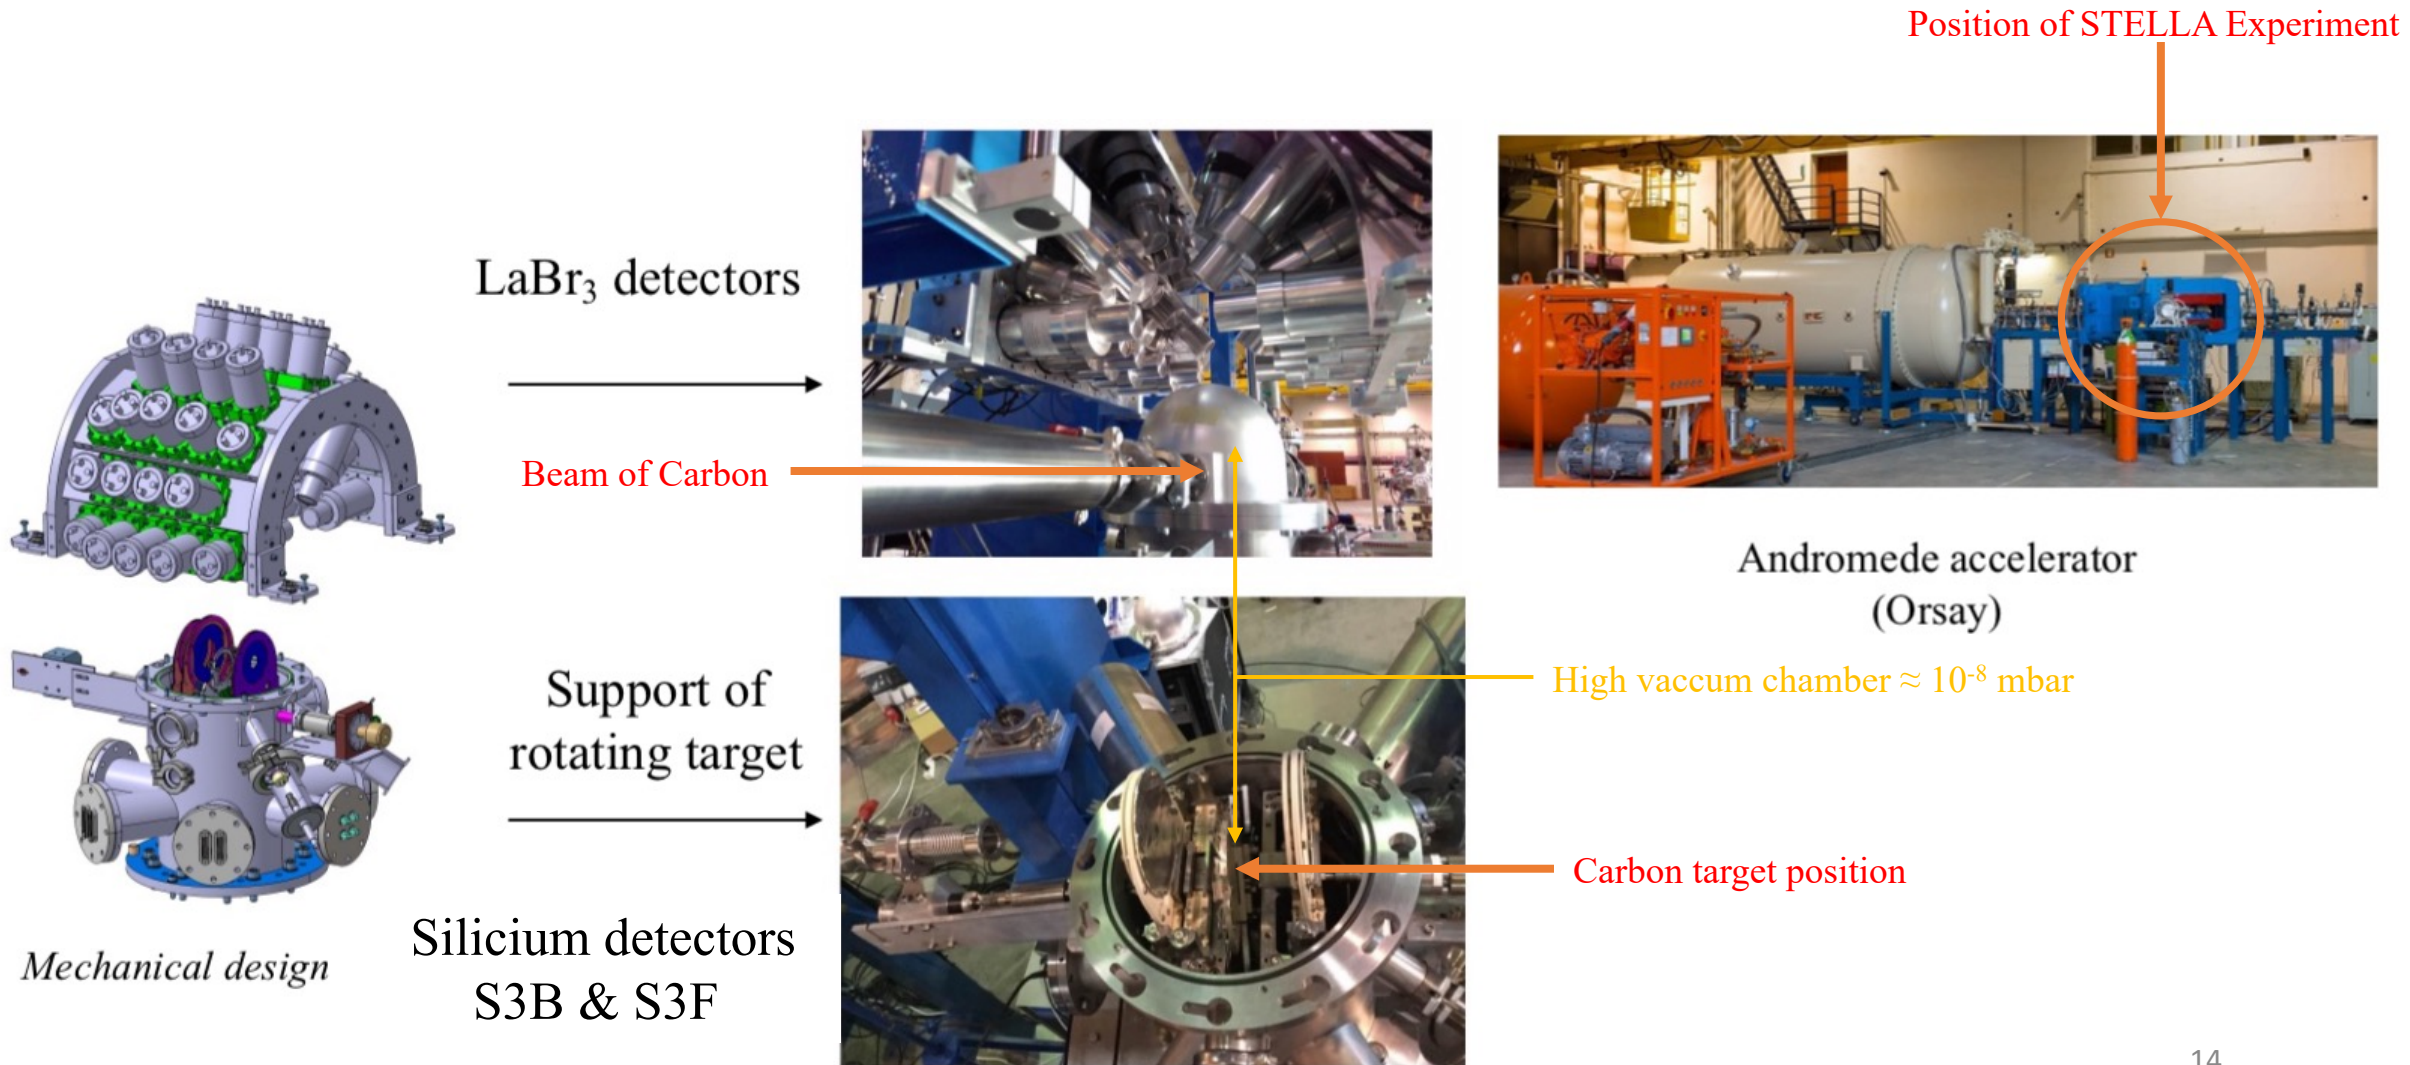 Position of STELLA Experiment
LaBr₃ detectors
Beam of Carbon
Andromede accelerator
(Orsay)
Support of
rotating target
High vaccum chamber ≈ 10⁻⁸ mbar
Carbon target position
Silicium detectors
S3B & S3F
Mechanical design
14